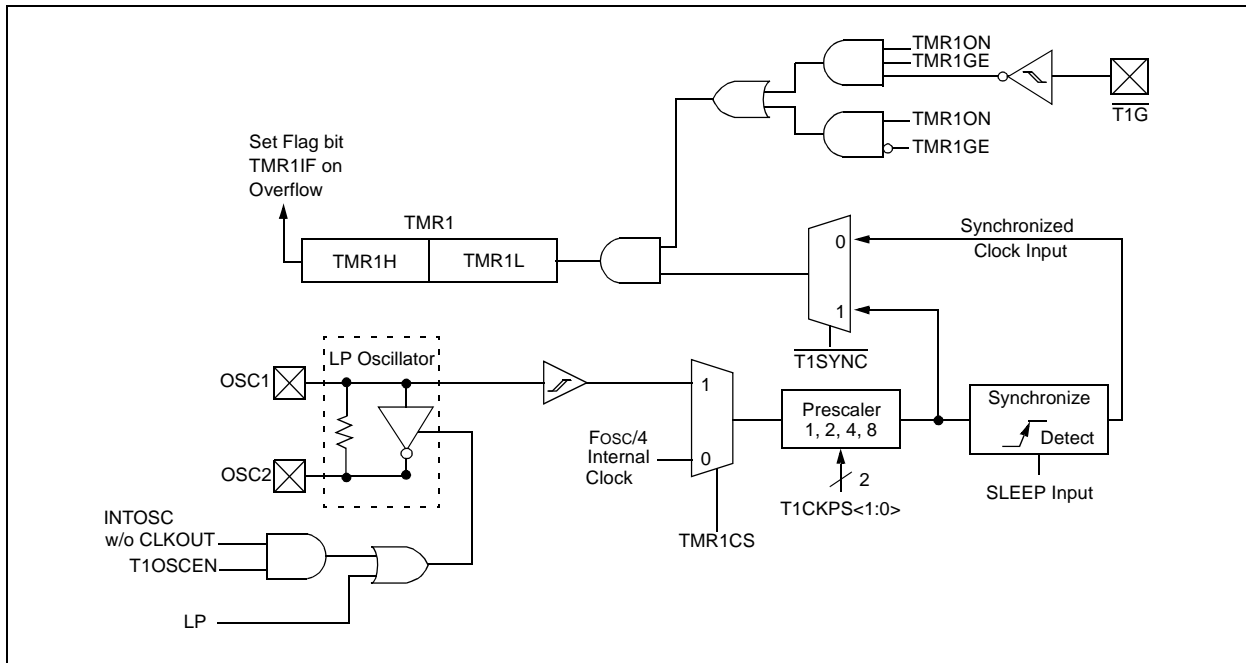 TMR1ON
TMR1GE
T1G
TMR1ON
TMR1GE
Set Flag bit
TMR1IF on
Overflow
TMR1
TMR1H
TMR1L
0
1
Synchronized
Clock Input
T1SYNC
LP Oscillator
OSC1
OSC2
1
0
FOSC/4
Internal
Clock
TMR1CS
Prescaler
1, 2, 4, 8
2
T1CKPS<1:0>
Synchronize
Detect
SLEEP Input
INTOSC
w/o CLKOUT
T1OSCEN
LP